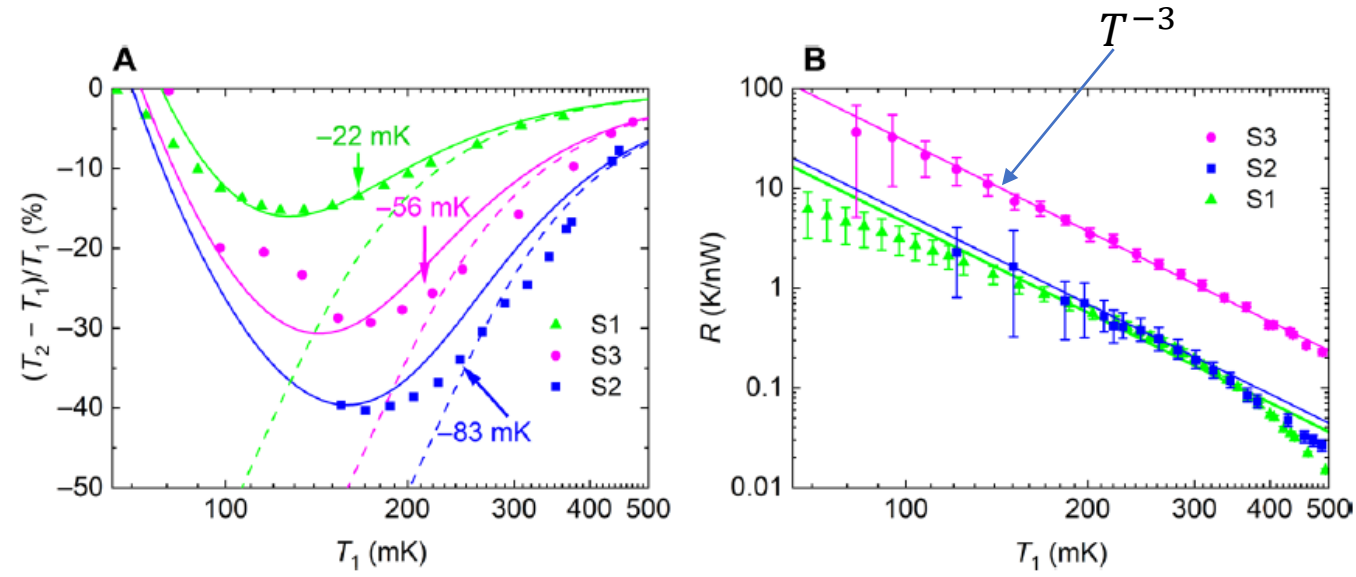 T⁻³
A
B
0
−10
−20
−30
−40
−50
(T₂ − T₁)/T₁ (%)
−22 mK
−56 mK
−83 mK
S1
S3
S2
100
200
300
400
500
T₁ (mK)
100
10
1
0.1
0.01
R (K/nW)
S3
S2
S1
100
200
300
400
500
T₁ (mK)